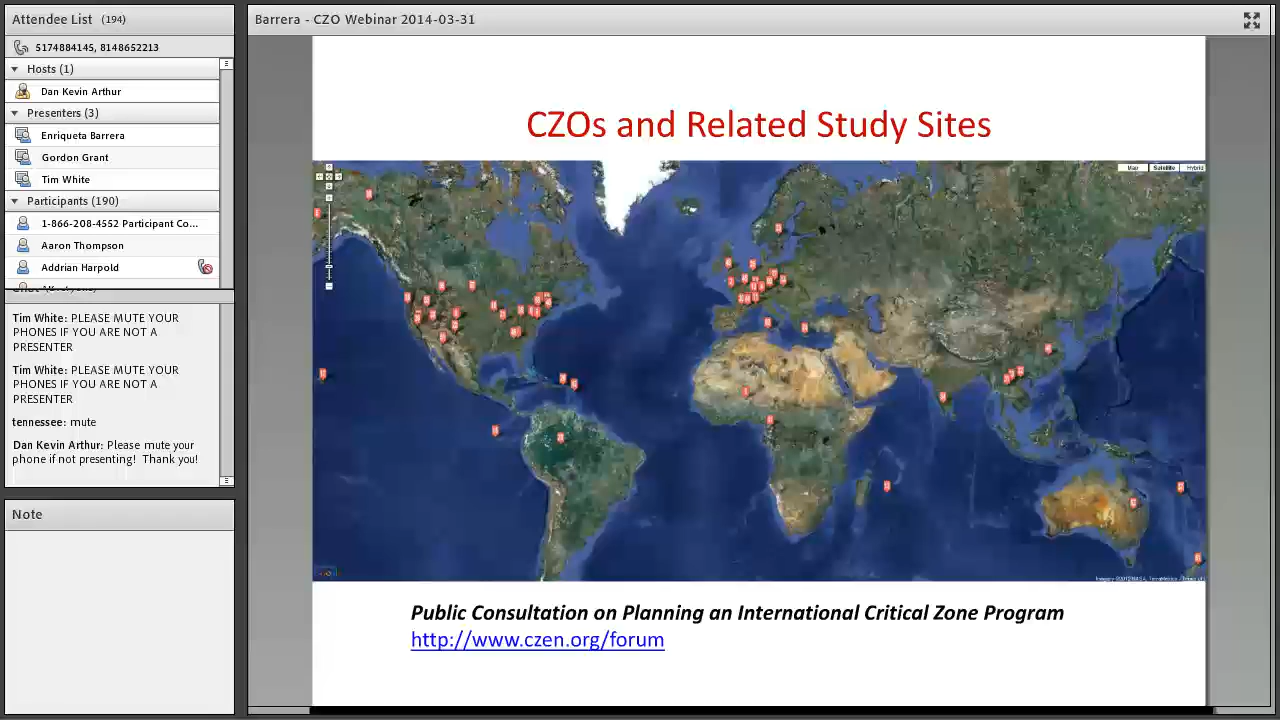 Attendee List (194)
5174884145, 8148652213
Hosts (1)
Dan Kevin Arthur
Presenters (3)
Enriqueta Barrera
Gordon Grant
Tim White
Participants (190)
1-866-208-4552 Participant Co...
Aaron Thompson
Addrian Harpold
Tim White: PLEASE MUTE YOUR
PHONES IF YOU ARE NOT A
PRESENTER
Tim White: PLEASE MUTE YOUR
PHONES IF YOU ARE NOT A
PRESENTER
tennessee: mute
Dan Kevin Arthur: Please mute your
phone if not presenting! Thank you!
Note
Barrera - CZO Webinar 2014-03-31
CZOs and Related Study Sites
Map Satellite Hybrid
Public Consultation on Planning an International Critical Zone Program
http://www.czen.org/forum